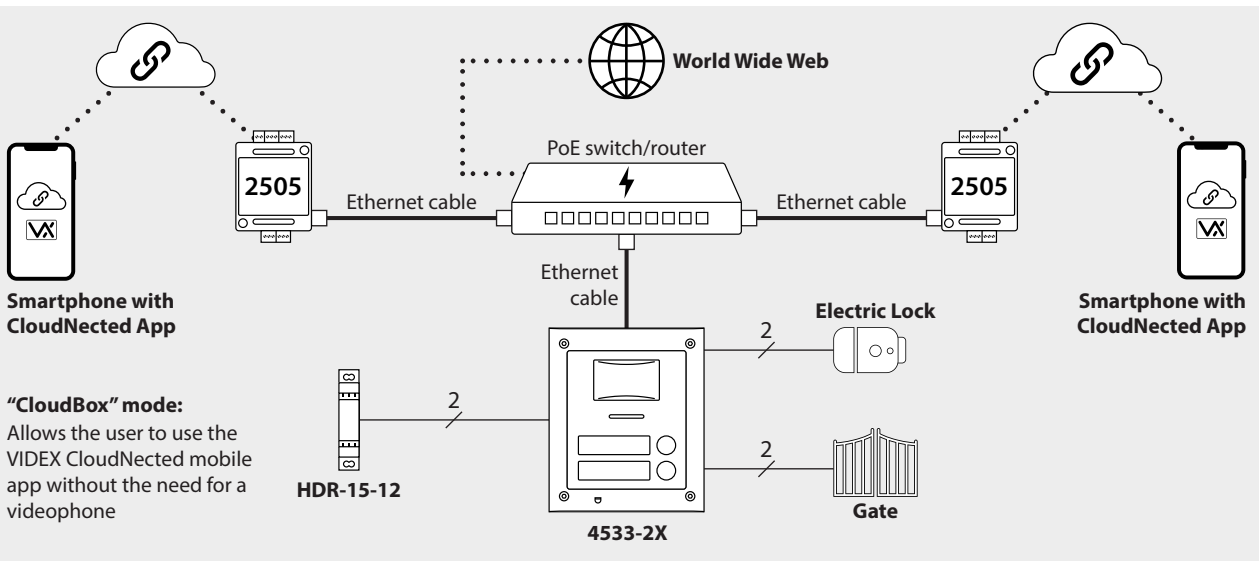 World Wide Web
PoE switch/router
2505
2505
Ethernet cable
Ethernet cable
VX
VX
Smartphone with
CloudNected App
Ethernet
cable
Smartphone with
CloudNected App
Electric Lock
2
"CloudBox" mode:
Allows the user to use the
VIDEX CloudNected mobile
app without the need for a
videophone
2
HDR-15-12
2
Gate
4533-2X